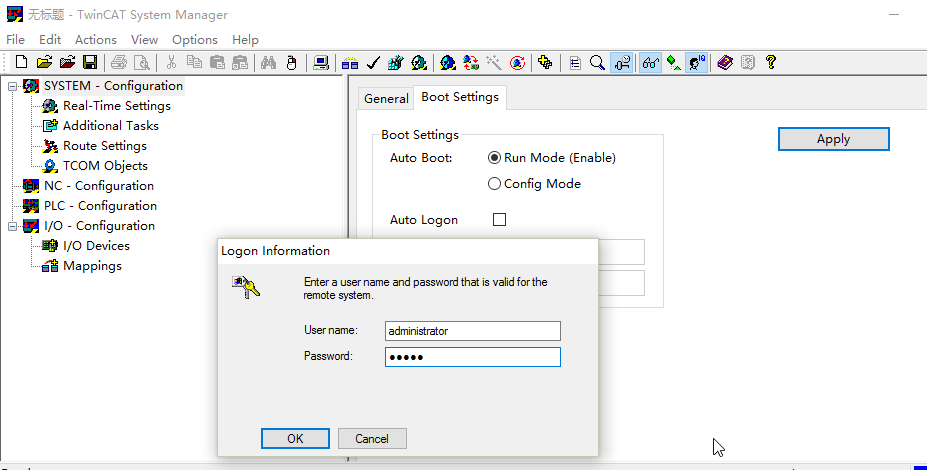 无标题 - TwinCAT System Manager
File Edit Actions View Options Help
SYSTEM - Configuration
Real-Time Settings
Additional Tasks
Route Settings
TCOM Objects
NC - Configuration
PLC - Configuration
I/O - Configuration
I/O Devices
Mappings
General Boot Settings
Boot Settings
Auto Boot: Run Mode (Enable)
Config Mode
Auto Logon
Apply
Logon Information
Enter a user name and password that is valid for the
remote system.
User name: administrator
Password: ●●●●●
OK Cancel